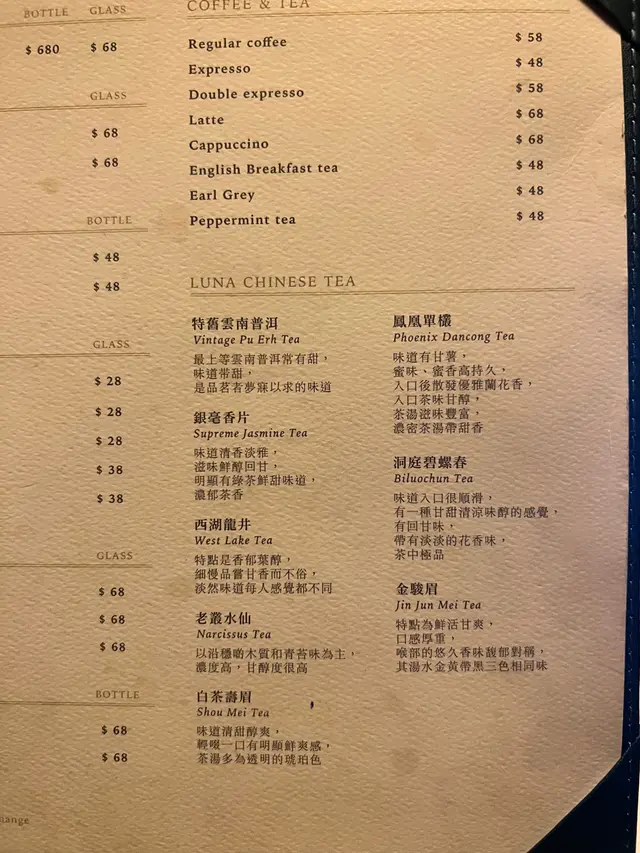 BOTTLE GLASS
$ 680 $ 68
GLASS
$ 68
$ 68
BOTTLE
$ 48
$ 48
GLASS
$ 28
$ 28
$ 28
$ 38
$ 38
GLASS
$ 68
$ 68
$ 68
BOTTLE
$ 68
$ 68
COFFEE & TEA
Regular coffee $ 58
Expresso $ 48
Double expresso $ 58
Latte $ 68
Cappuccino $ 68
English Breakfast tea $ 48
Earl Grey $ 48
Peppermint tea $ 48
LUNA CHINESE TEA
特舊雲南普洱
Vintage Pu Erh Tea
最上等雲南普洱常有甜，
味道带甜，
是品茗者夢寐以求的味道
銀毫香片
Supreme Jasmine Tea
味道清香淡雅，
滋味鮮醇回甘，
明顯有綠茶鮮甜味道，
濃郁茶香
西湖龍井
West Lake Tea
特點是香郁葉醇，
細慢品嘗甘香而不俗，
淡然味道每人感覺都不同
老叢水仙
Narcissus Tea
以沿穩啲木質和青苔味為主，
濃度高，甘醇度很高
白茶壽眉
Shou Mei Tea
味道清甜醇爽，
輕啜一口有明顯鮮爽感，
茶湯多為透明的琥珀色
鳳凰單欉
Phoenix Dancong Tea
味道有甘薯，
蜜味、蜜香高持久，
入口後散發優雅蘭花香，
入口茶味甘醇，
茶湯滋味豐富，
濃密茶湯帶甜香
洞庭碧螺春
Biluochun Tea
味道入口很順滑，
有一種甘甜清涼味醇的感覺，
有回甘味，
帶有淡淡的花香味，
茶中極品
金駿眉
Jin Jun Mei Tea
特點為鮮活甘爽，
口感厚重，
喉部的悠久香味馥郁對稱，
其湯水金黃帶黑三色相同味